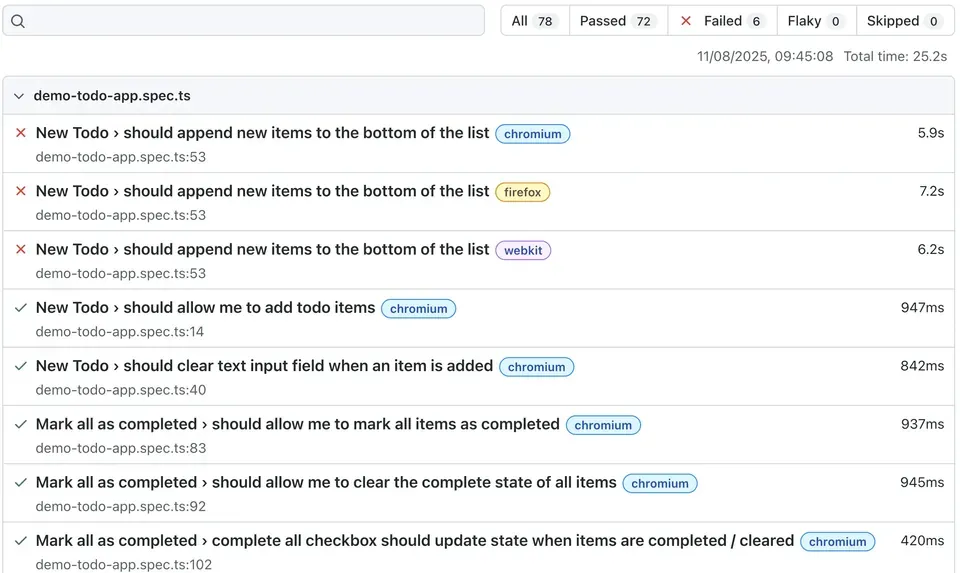 All 78 Passed 72 Failed 6 Flaky 0 Skipped 0
11/08/2025, 09:45:08 Total time: 25.2s
demo-todo-app.spec.ts
New Todo › should append new items to the bottom of the list chromium 5.9s
demo-todo-app.spec.ts:53
New Todo › should append new items to the bottom of the list firefox 7.2s
demo-todo-app.spec.ts:53
New Todo › should append new items to the bottom of the list webkit 6.2s
demo-todo-app.spec.ts:53
New Todo › should allow me to add todo items chromium 947ms
demo-todo-app.spec.ts:14
New Todo › should clear text input field when an item is added chromium 842ms
demo-todo-app.spec.ts:40
Mark all as completed › should allow me to mark all items as completed chromium 937ms
demo-todo-app.spec.ts:83
Mark all as completed › should allow me to clear the complete state of all items chromium 945ms
demo-todo-app.spec.ts:92
Mark all as completed › complete all checkbox should update state when items are completed / cleared chromium 420ms
demo-todo-app.spec.ts:102